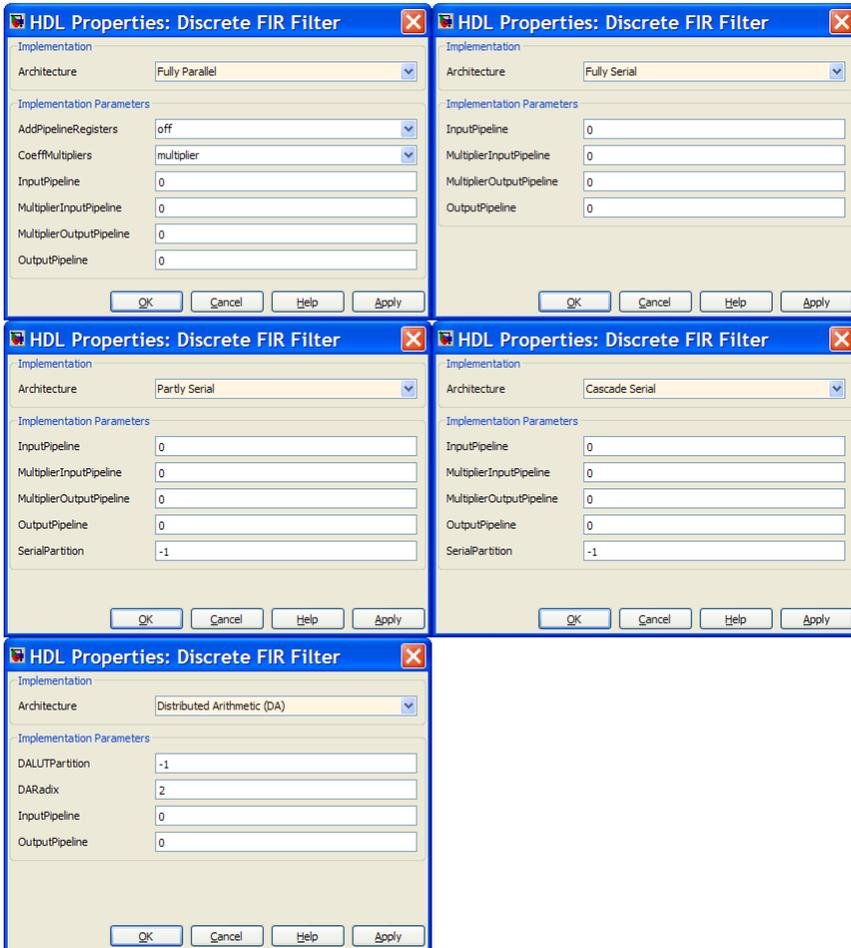 HDL Properties: Discrete FIR Filter
Implementation
Architecture Fully Parallel
Implementation Parameters
AddPipelineRegisters off
CoeffMultipliers multiplier
InputPipeline 0
MultiplierInputPipeline 0
MultiplierOutputPipeline 0
OutputPipeline 0
OK Cancel Help Apply
HDL Properties: Discrete FIR Filter
Implementation
Architecture Fully Serial
Implementation Parameters
InputPipeline 0
MultiplierInputPipeline 0
MultiplierOutputPipeline 0
OutputPipeline 0
OK Cancel Help Apply
HDL Properties: Discrete FIR Filter
Implementation
Architecture Partly Serial
Implementation Parameters
InputPipeline 0
MultiplierInputPipeline 0
MultiplierOutputPipeline 0
OutputPipeline 0
SerialPartition -1
OK Cancel Help Apply
HDL Properties: Discrete FIR Filter
Implementation
Architecture Cascade Serial
Implementation Parameters
InputPipeline 0
MultiplierInputPipeline 0
MultiplierOutputPipeline 0
OutputPipeline 0
SerialPartition -1
OK Cancel Help Apply
HDL Properties: Discrete FIR Filter
Implementation
Architecture Distributed Arithmetic (DA)
Implementation Parameters
DALUTPartition -1
DARadix 2
InputPipeline 0
OutputPipeline 0
OK Cancel Help Apply